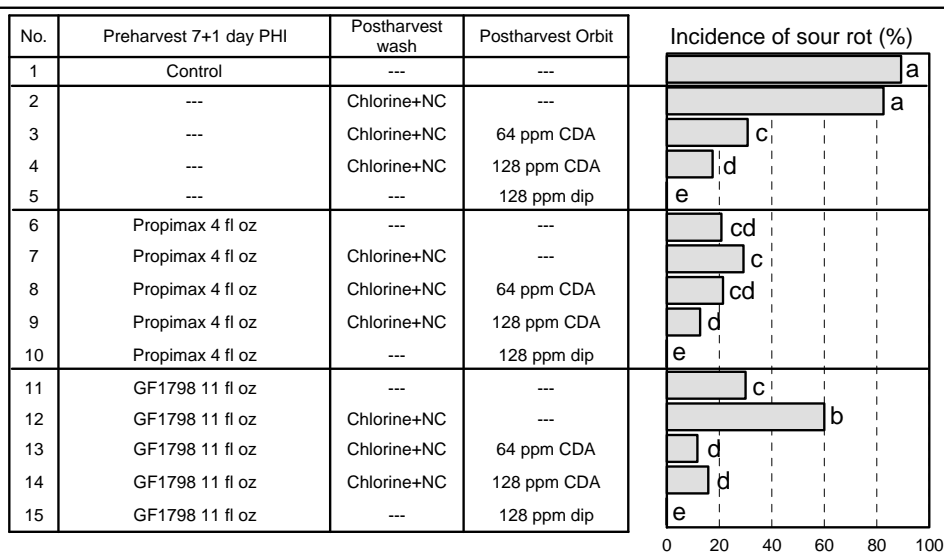 No. Preharvest 7+1 day PHI Postharvest wash Postharvest Orbit Incidence of sour rot (%)
1 Control --- --- a
2 --- Chlorine+NC --- a
3 --- Chlorine+NC 64 ppm CDA c
4 --- Chlorine+NC 128 ppm CDA d
5 --- --- 128 ppm dip e
6 Propimax 4 fl oz --- --- cd
7 Propimax 4 fl oz Chlorine+NC --- c
8 Propimax 4 fl oz Chlorine+NC 64 ppm CDA cd
9 Propimax 4 fl oz Chlorine+NC 128 ppm CDA d
10 Propimax 4 fl oz --- 128 ppm dip e
11 GF1798 11 fl oz --- --- c
12 GF1798 11 fl oz Chlorine+NC --- b
13 GF1798 11 fl oz Chlorine+NC 64 ppm CDA d
14 GF1798 11 fl oz Chlorine+NC 128 ppm CDA d
15 GF1798 11 fl oz --- 128 ppm dip e
0 20 40 60 80 100